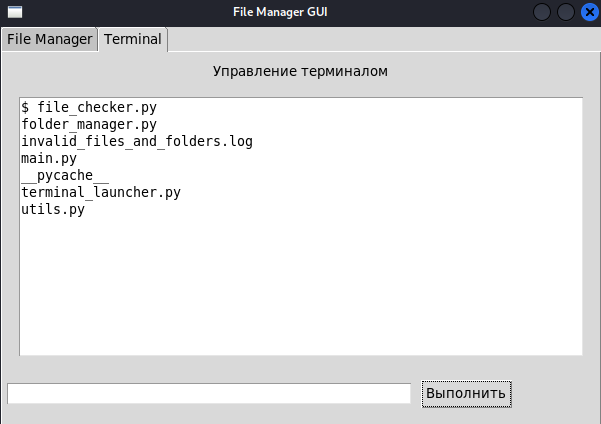 File Manager GUI
File Manager Terminal
Управление терминалом
$ file_checker.py
folder_manager.py
invalid_files_and_folders.log
main.py
__pycache__
terminal_launcher.py
utils.py
Выполнить